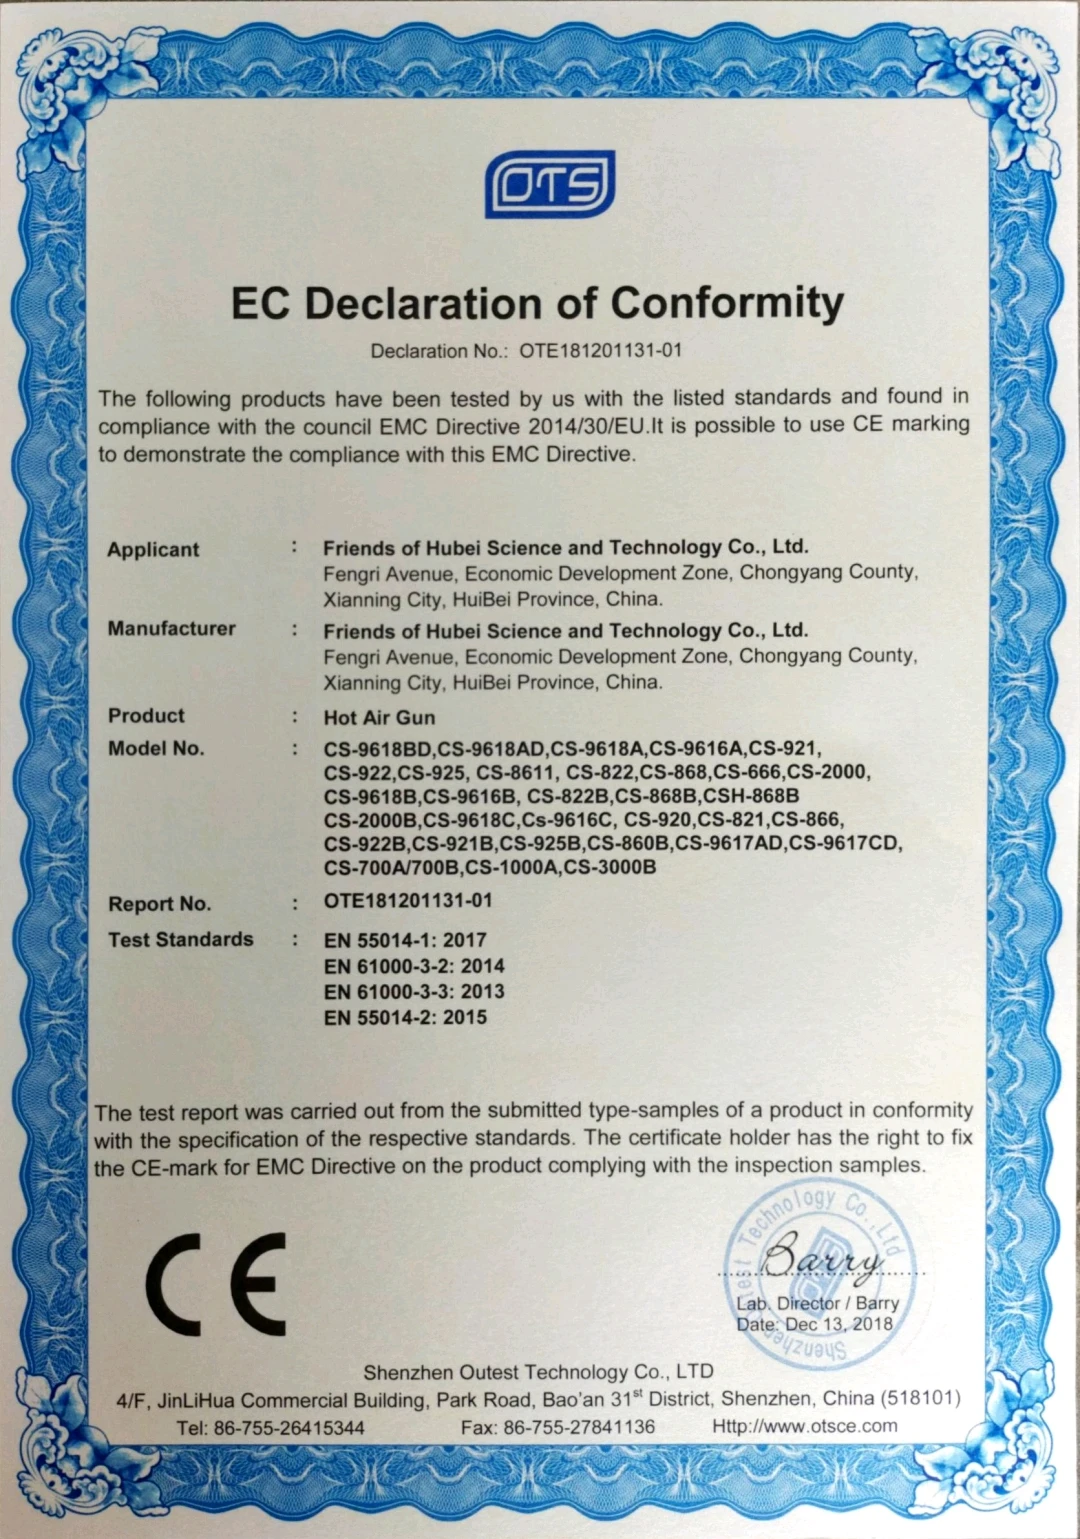 OTS
EC Declaration of Conformity
Declaration No.: OTE181201131-01
The following products have been tested by us with the listed standards and found in
compliance with the council EMC Directive 2014/30/EU.It is possible to use CE marking
to demonstrate the compliance with this EMC Directive.
Applicant : Friends of Hubei Science and Technology Co., Ltd.
Fengri Avenue, Economic Development Zone, Chongyang County,
Xianning City, HuiBei Province, China.
Manufacturer : Friends of Hubei Science and Technology Co., Ltd.
Fengri Avenue, Economic Development Zone, Chongyang County,
Xianning City, HuiBei Province, China.
Product : Hot Air Gun
Model No. : CS-9618BD,CS-9618AD,CS-9618A,CS-9616A,CS-921,
CS-922,CS-925, CS-8611, CS-822,CS-868,CS-666,CS-2000,
CS-9618B,CS-9616B, CS-822B,CS-868B,CSH-868B
CS-2000B,CS-9618C,Cs-9616C, CS-920,CS-821,CS-866,
CS-922B,CS-921B,CS-925B,CS-860B,CS-9617AD,CS-9617CD,
CS-700A/700B,CS-1000A,CS-3000B
Report No. : OTE181201131-01
Test Standards : EN 55014-1: 2017
EN 61000-3-2: 2014
EN 61000-3-3: 2013
EN 55014-2: 2015
The test report was carried out from the submitted type-samples of a product in conformity
with the specification of the respective standards. The certificate holder has the right to fix
the CE-mark for EMC Directive on the product complying with the inspection samples.
CE
Shenzhen Outest Technology Co.,Ltd
Barry
Lab. Director / Barry
Date: Dec 13, 2018
Shenzhen Outest Technology Co., LTD
4/F, JinLiHua Commercial Building, Park Road, Bao'an 31st District, Shenzhen, China (518101)
Tel: 86-755-26415344 Fax: 86-755-27841136 Http://www.otsce.com